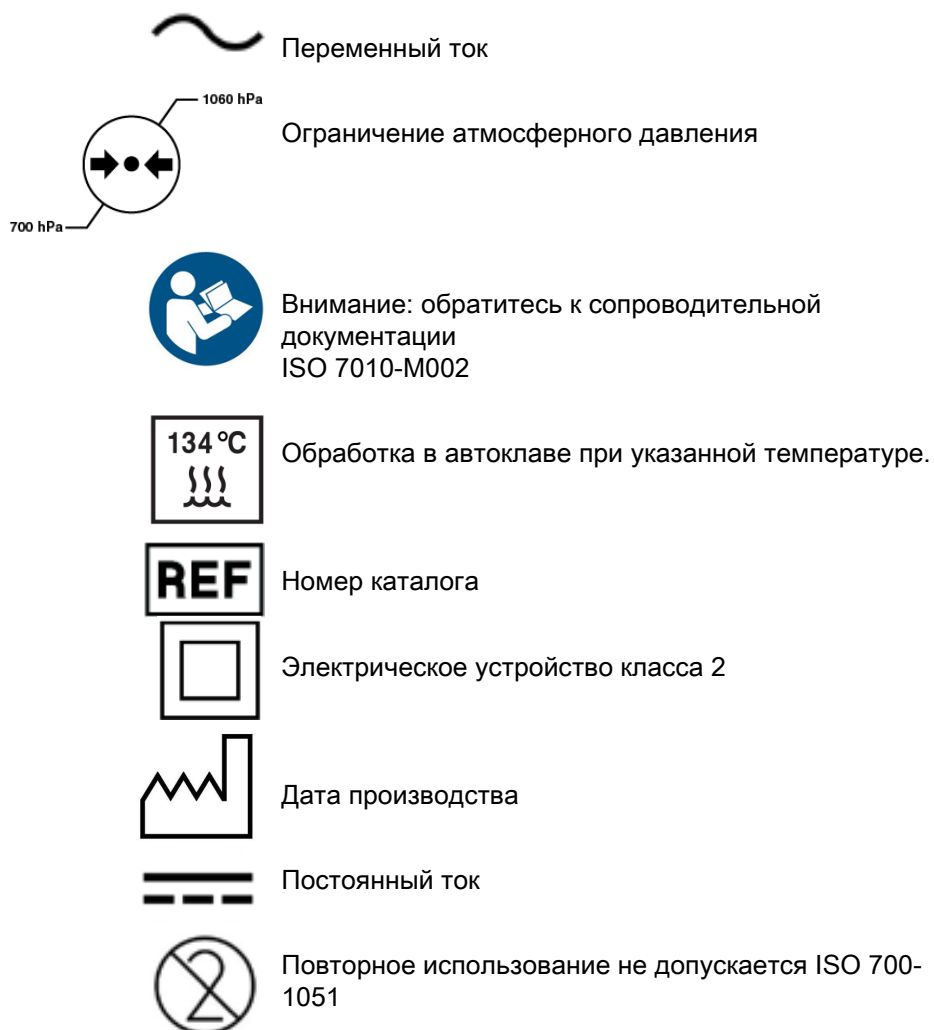 Переменный ток
1060 hPa
Ограничение атмосферного давления
700 hPa
Внимание: обратитесь к сопроводительной
документации
ISO 7010-M002
134 °C
Обработка в автоклаве при указанной температуре.
REF
Номер каталога
Электрическое устройство класса 2
Дата производства
Постоянный ток
2
Повторное использование не допускается ISO 700-
1051